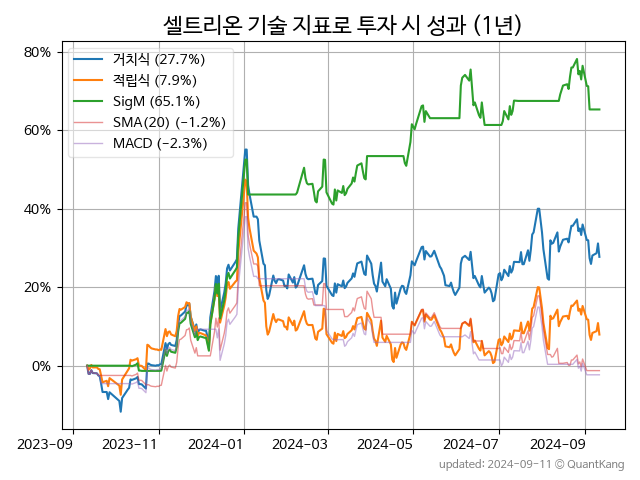 셀트리온 기술 지표로 투자 시 성과 (1년)
거치식 (27.7%)
적립식 (7.9%)
SigM (65.1%)
SMA(20) (−1.2%)
MACD (−2.3%)
80%
60%
40%
20%
0%
2023−09 2023−11 2024−01 2024−03 2024−05 2024−07 2024−09
updated: 2024−09−11 ⓒ QuantKang